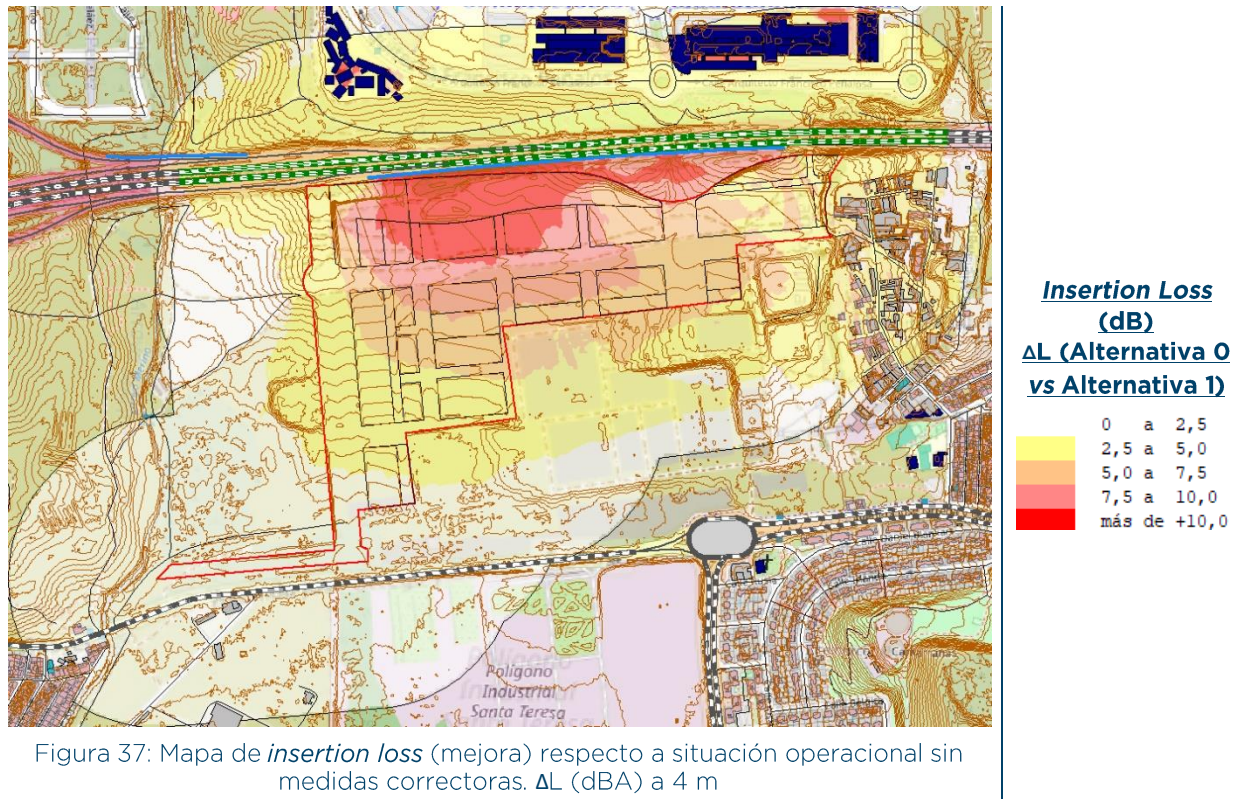 Insertion Loss
(dB)
ΔL (Alternativa 0
vs Alternativa 1)
0 a 2,5
2,5 a 5,0
5,0 a 7,5
7,5 a 10,0
más de +10,0
Polígono
Industrial
Santa Teresa
Figura 37: Mapa de insertion loss (mejora) respecto a situación operacional sin
medidas correctoras. ΔL (dBA) a 4 m